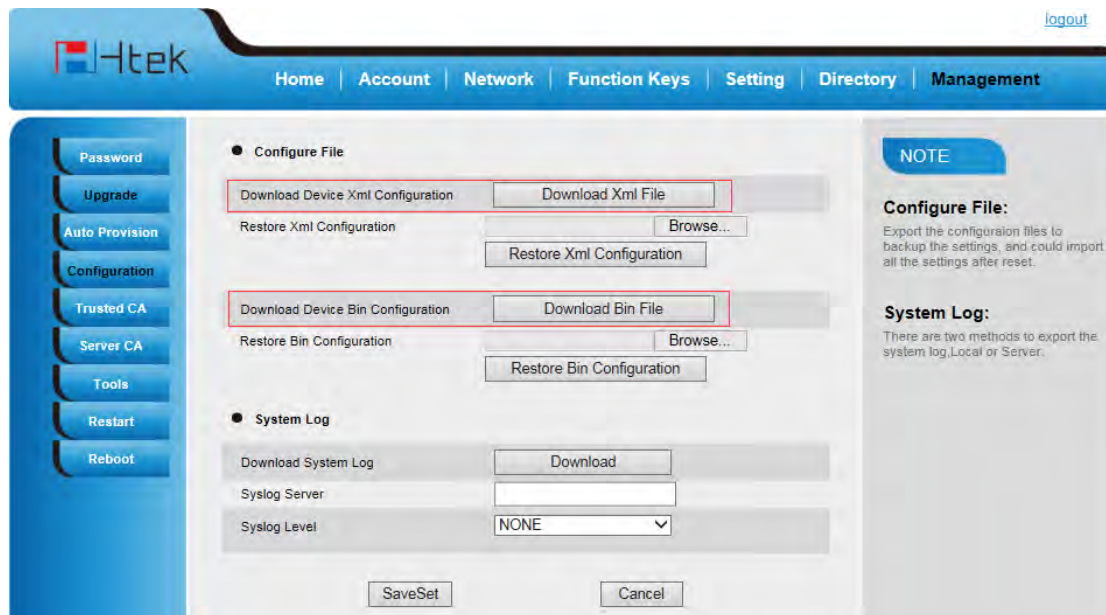 logout
Htek
Home | Account | Network | Function Keys | Setting | Directory | Management
Password
Upgrade
Auto Provision
Configuration
Trusted CA
Server CA
Tools
Restart
Reboot
Configure File
Download Device Xml Configuration Download Xml File
Restore Xml Configuration Browse...
Restore Xml Configuration
Download Device Bin Configuration Download Bin File
Restore Bin Configuration Browse...
Restore Bin Configuration
System Log
Download System Log Download
Syslog Server
Syslog Level NONE
SaveSet Cancel
NOTE
Configure File:
Export the configuraion files to
backup the settings, and could import
all the settings after reset.
System Log:
There are two methods to export the
system log,Local or Server.